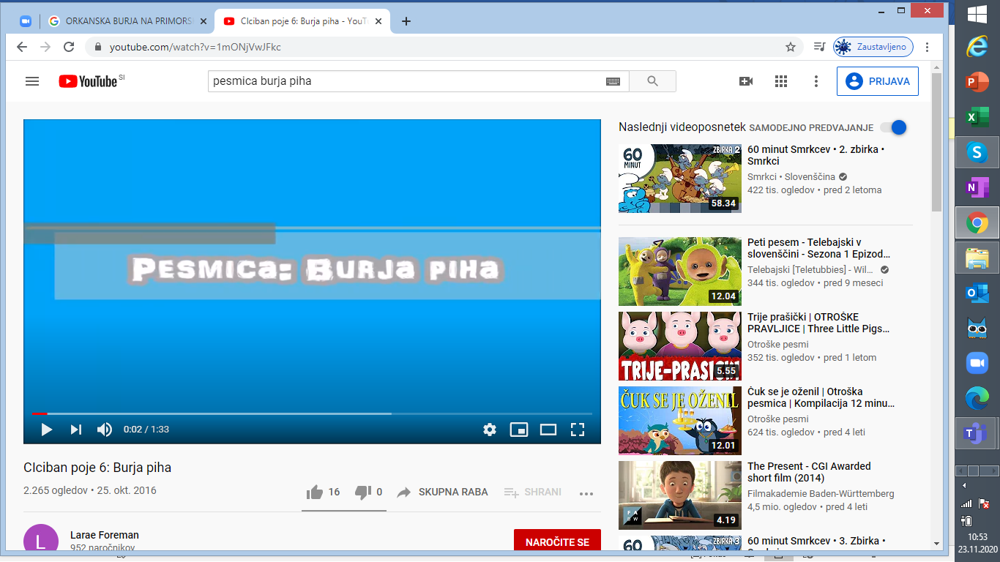 ORKANSKA BURJA NA PRIMORS
CIciban poje 6: Burja piha - YouT
youtube.com/watch?v=1mONjVwJFkc
Zaustavljeno
YouTube SI
pesmica burja piha
PRIJAVA
Pesmica: Burja piha
0:02 / 1:33
CIciban poje 6: Burja piha
2.265 ogledov • 25. okt. 2016
16
0
SKUPNA RABA
SHRANI
L
Larae Foreman
952 naročnikov
NAROČITE SE
Naslednji videoposnetek
SAMODEJNO PREDVAJANJE
60
MINUT
ZBIRKA 2
58.34
60 minut Smrkcev • 2. zbirka •
Smrkci
Smrkci • Slovenščina
422 tis. ogledov • pred 2 letoma
12.04
Peti pesem - Telebajski v
slovenščini - Sezona 1 Epizod...
Telebajski [Teletubbies] - Wil...
344 tis. ogledov • pred 9 meseci
TRIJE-PRASICKI
5.55
Trije prašički | OTROŠKE
PRAVLJICE | Three Little Pigs...
Otroške pesmi
352 tis. ogledov • pred 1 letom
ČUK SE JE OŽENIL
12.01
Čuk se je oženil | Otroška
pesmica | Kompilacija 12 minu...
Otroške pesmi
624 tis. ogledov • pred 4 leti
FA
BW
4.19
The Present - CGI Awarded
short film (2014)
Filmakademie Baden-Württemberg
4,5 mio. ogledov • pred 4 leti
60
ZBIRKA 3
60 minut Smrkcev • 3. Zbirka •
10:53
23.11.2020